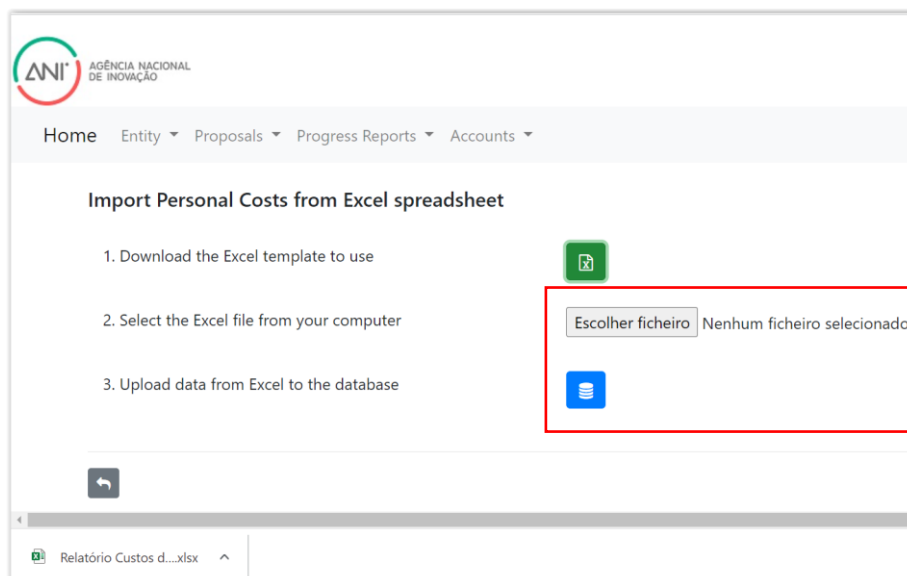 ANI
AGÊNCIA NACIONAL
DE INOVAÇÃO
Home Entity Proposals Progress Reports Accounts
Import Personal Costs from Excel spreadsheet
1. Download the Excel template to use
2. Select the Excel file from your computer
Escolher ficheiro Nenhum ficheiro selecionado
3. Upload data from Excel to the database
Relatório Custos d....xlsx